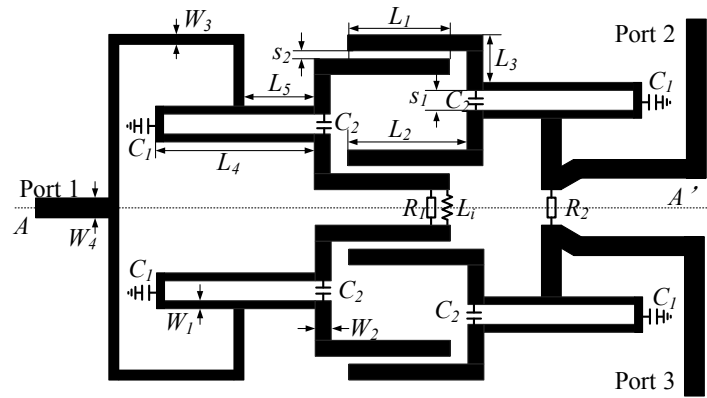 L1
W3
Port 2
s2
L3
L5
s1
C2
C1
C2
L2
C1
L4
Port 1
A'
R1
Li
R2
A
W4
C1
C2
C1
C2
W1
W2
Port 3